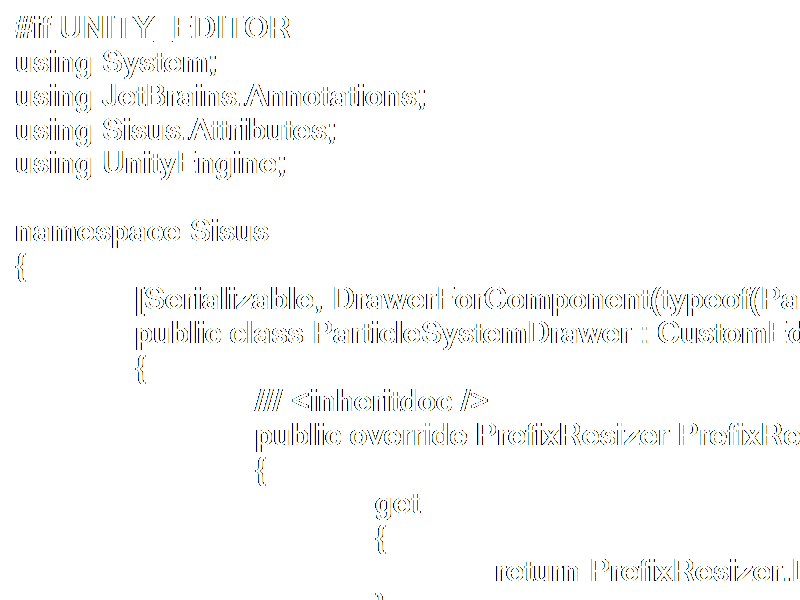 #if UNITY_EDITOR
using System;
using JetBrains.Annotations;
using Sisus.Attributes;
using UnityEngine;

namespace Sisus
{
[Serializable, DrawerForComponent(typeof(Pa
public class ParticleSystemDrawer : CustomEd
{
/// <inheritdoc />
public override PrefixResizer PrefixRe
{
get
{
return PrefixResizer.
}